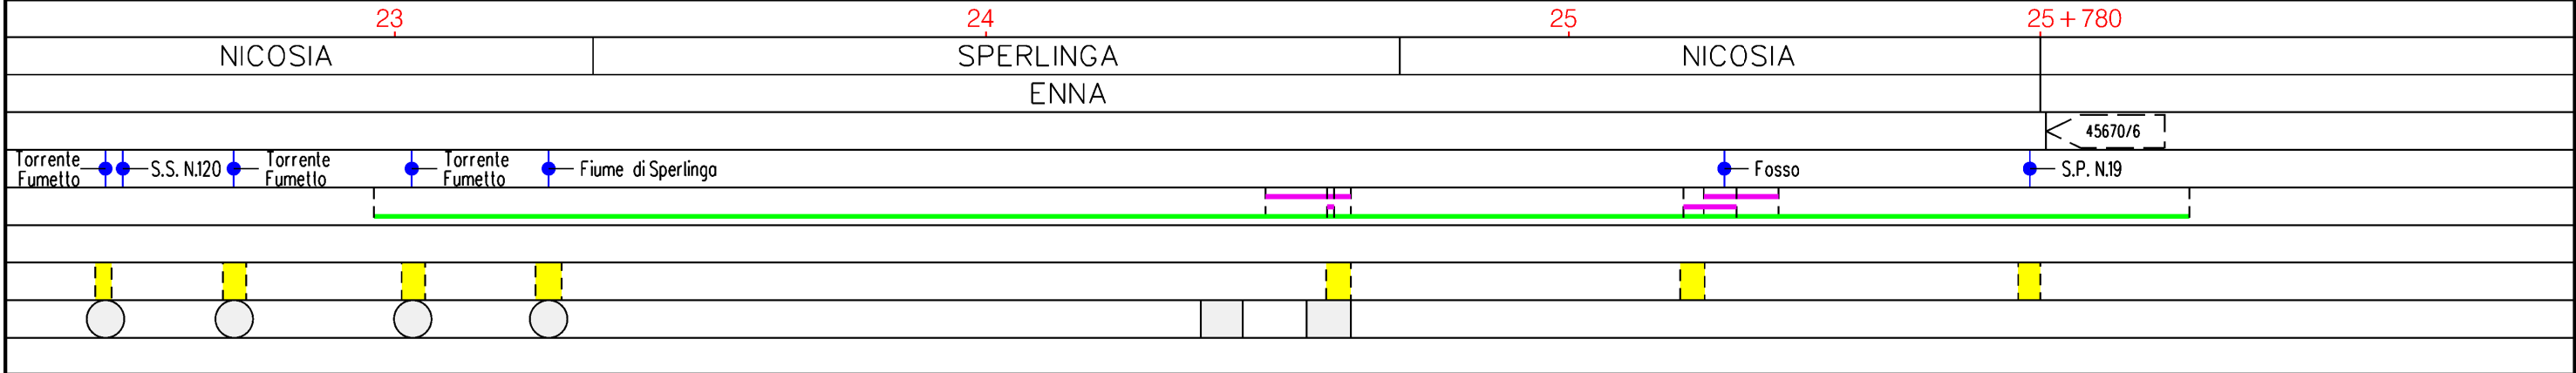 23 24 25 25+780
NICOSIA SPERLINGA NICOSIA
ENNA
45670/6
Torrente
Fumetto
S.S. N.120
Torrente
Fumetto
Torrente
Fumetto
Fiume di Sperlinga
Fosso
S.P. N.19